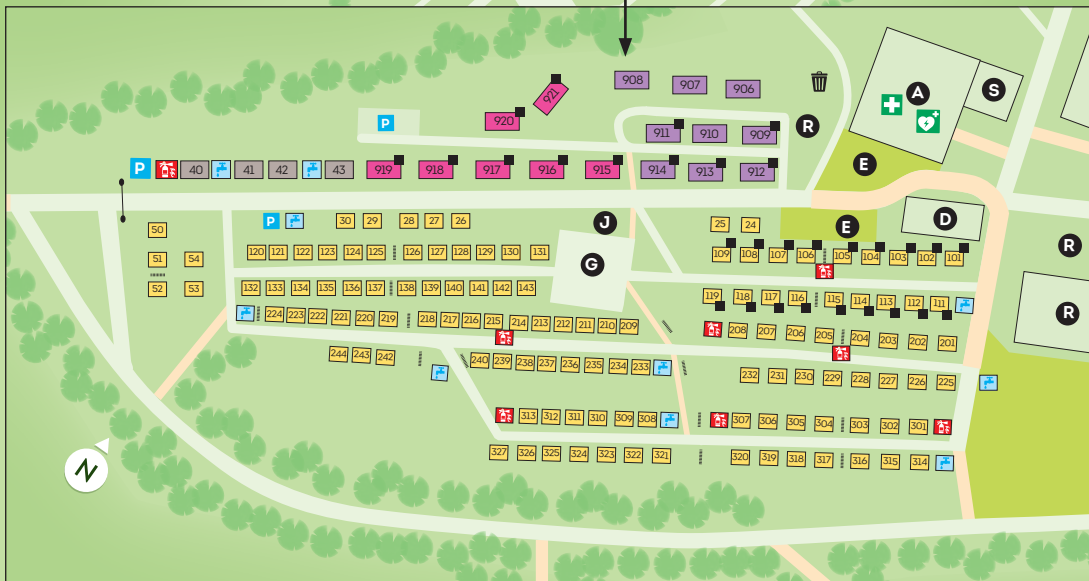 908 907 906
921
A S
920
P
911 910 909 R
E
P 40 41 42 43 919 918 917 916 915 914 913 912
P 30 29 28 27 26 J 25 24 E D
50
120 121 122 123 124 125 126 127 128 129 130 131 109 108 107 106 105 104 103 102 101 R
51 54
G
52 53
132 133 134 135 136 137 138 139 140 141 142 143 119 118 117 116 115 114 113 112 111
224 223 222 221 220 219 218 217 216 215 214 213 212 211 210 209 208 207 206 205 204 203 202 201 R
244 243 242 240 239 238 237 236 235 234 233 232 231 230 229 228 227 226 225
313 312 311 310 309 308 307 306 305 304 303 302 301
327 326 325 324 323 322 321 320 319 318 317 316 315 314
N